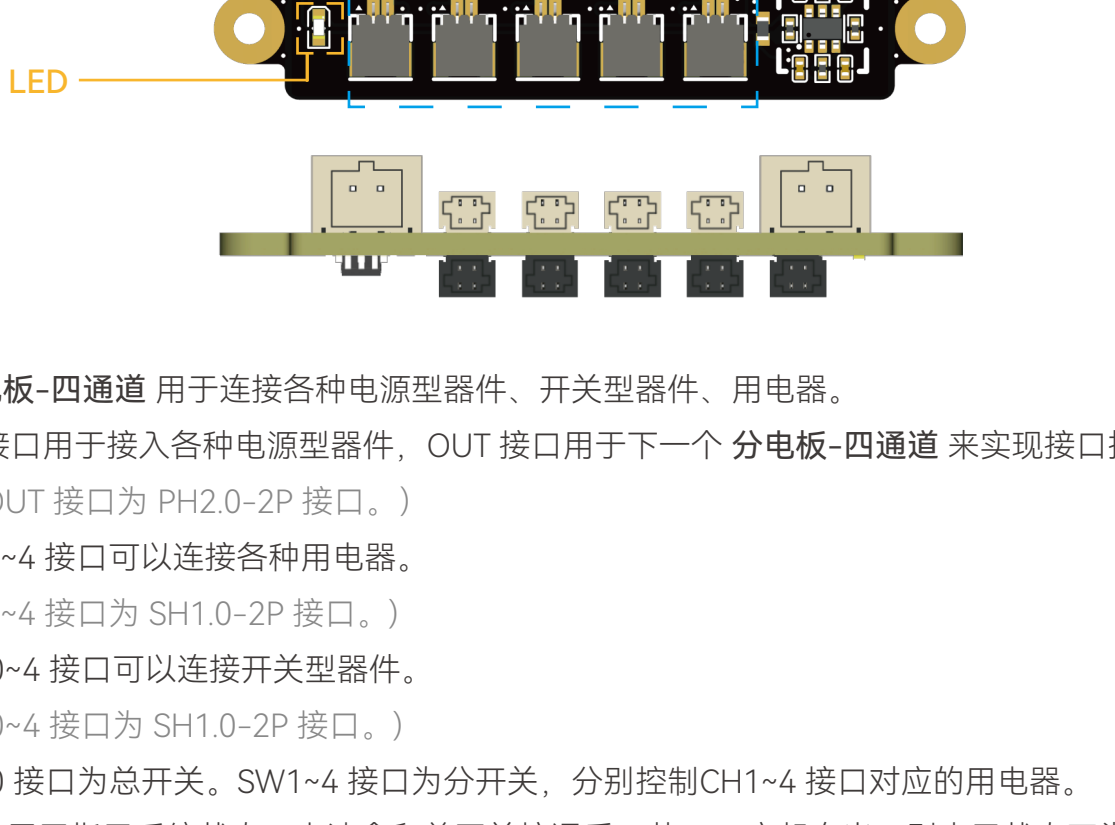 LED
板-四通道 用于连接各种电源型器件、开关型器件、用电器。
接口用于接入各种电源型器件，OUT 接口用于下一个 分电板-四通道 来实现接口
OUT 接口为 PH2.0-2P 接口。）
~4 接口可以连接各种用电器。
~4 接口为 SH1.0-2P 接口。）
0~4 接口可以连接开关型器件。
0~4 接口为 SH1.0-2P 接口。）
0 接口为总开关。SW1~4 接口为分开关，分别控制CH1~4 接口对应的用电器。